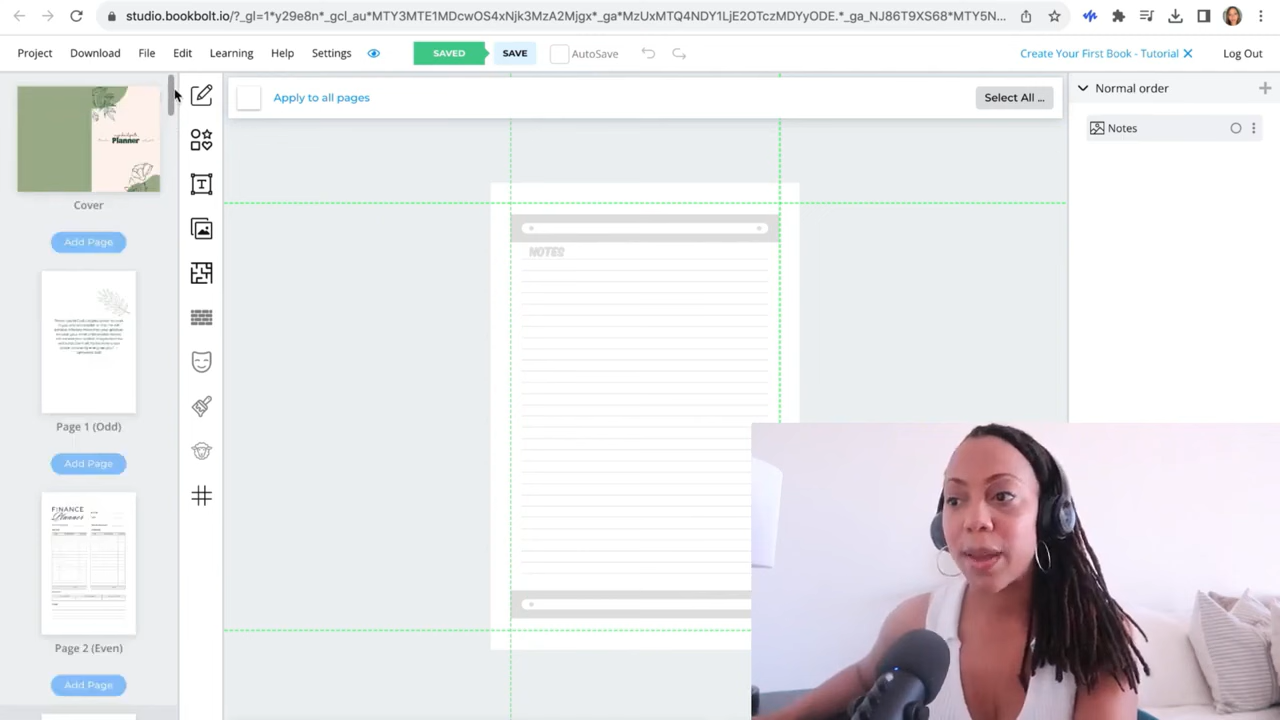 studio.bookbolt.io/?_gl=1*y29e8n*_gcl_au*MTY3MTE1MDcwOS4xNjk3MzA2Mjgx*_ga*MzUxMTQ4NDY1LjE2OTczMDYyODE.*_ga_NJ86T9XS68*MTY5N...
Project Download File Edit Learning Help Settings SAVED SAVE AutoSave Create Your First Book - Tutorial Log Out
Planner
Cover
Add Page
Page 1 (Odd)
Add Page
FINANCE
Planner
Page 2 (Even)
Add Page
Apply to all pages
Select All ...
NOTES
Normal order
Notes